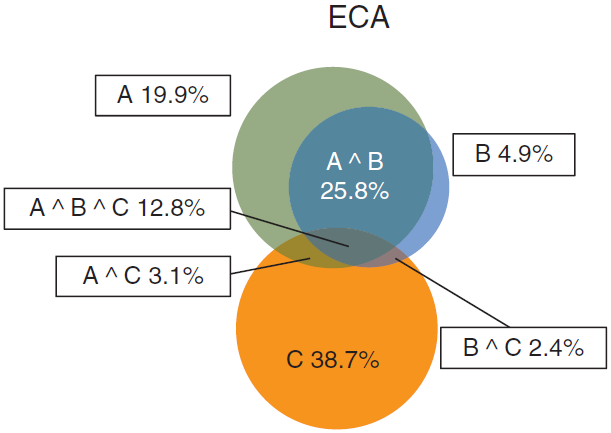 ECA
A 19.9%
B 4.9%
A ^ B
25.8%
A ^ B ^ C 12.8%
A ^ C 3.1%
B ^ C 2.4%
C 38.7%